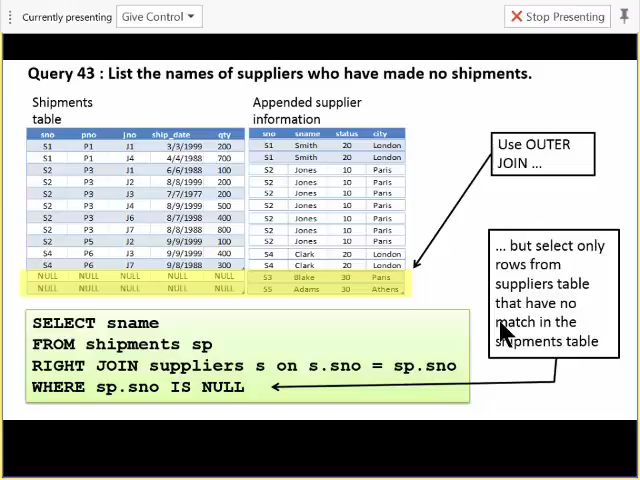 Currently presenting Give Control Stop Presenting
Query 43 : List the names of suppliers who have made no shipments.
Shipments
table
Appended supplier
information
sno pno jno ship_date qty sno sname status city
S1 P1 J1 3/3/1999 200 S1 Smith 20 London
S1 P1 J4 4/4/1988 700 S1 Smith 20 London
S2 P3 J1 6/6/1988 100 S2 Jones 10 Paris
S2 P3 J2 8/8/1999 200 S2 Jones 10 Paris
S2 P3 J3 7/7/1977 200 S2 Jones 10 Paris
S2 P3 J4 8/9/1999 500 S2 Jones 10 Paris
S2 P3 J6 8/7/1988 400 S2 Jones 10 Paris
S2 P3 J7 8/8/1988 800 S2 Jones 10 Paris
S2 P5 J2 9/9/1999 100 S2 Jones 10 Paris
S4 P6 J3 9/9/1999 400 S4 Clark 20 London
S4 P6 J7 9/8/1988 300 S4 Clark 20 London
NULL NULL NULL NULL NULL S3 Blake 30 Paris
NULL NULL NULL NULL NULL S5 Adams 30 Athens
Use OUTER
JOIN ...
... but select only
rows from
suppliers table
that have no
match in the
shipments table
SELECT sname
FROM shipments sp
RIGHT JOIN suppliers s on s.sno = sp.sno
WHERE sp.sno IS NULL